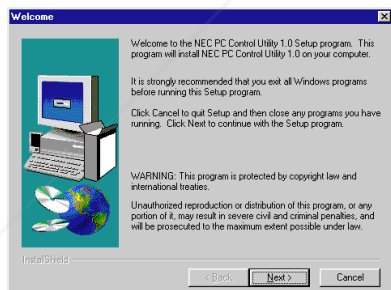 Welcome
Welcome to the NEC PC Control Utility 1.0 Setup program. This
program will install NEC PC Control Utility 1.0 on your computer.
It is strongly recommended that you exit all Windows programs
before running this Setup program.
Click Cancel to quit Setup and then close any programs you have
running. Click Next to continue with the Setup program.
WARNING: This program is protected by copyright law and
international treaties.
Unauthorized reproduction or distribution of this program, or any
portion of it, may result in severe civil and criminal penalties, and
will be prosecuted to the maximum extent possible under law.
InstallShield
< Back
Next >
Cancel